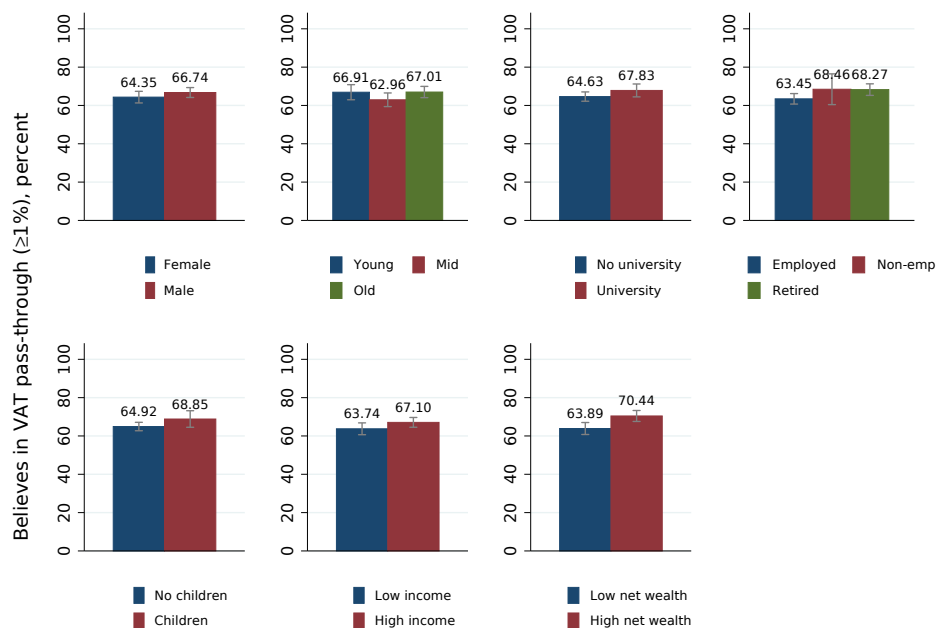 Believes in VAT pass-through (≥1%), percent
0 20 40 60 80 100
64.35 66.74
Female
Male
0 20 40 60 80 100
66.91 62.96 67.01
Young Mid
Old
0 20 40 60 80 100
64.63 67.83
No university
University
0 20 40 60 80 100
63.45 68.46 68.27
Employed Non-emp
Retired
0 20 40 60 80 100
64.92 68.85
No children
Children
0 20 40 60 80 100
63.74 67.10
Low income
High income
0 20 40 60 80 100
63.89 70.44
Low net wealth
High net wealth